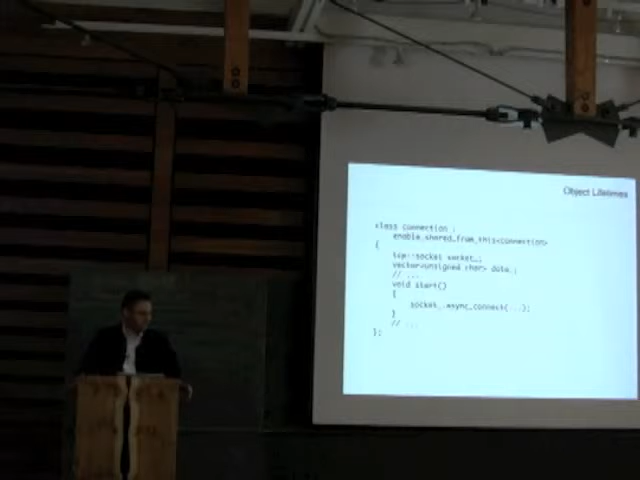 Object Lifetimes
class connection :
enable_shared_from_this<connection>
{
tcp::socket socket_;
vector<unsigned char> data_;
// ...
void start()
{
socket_.async_connect(...);
}
// ...
};